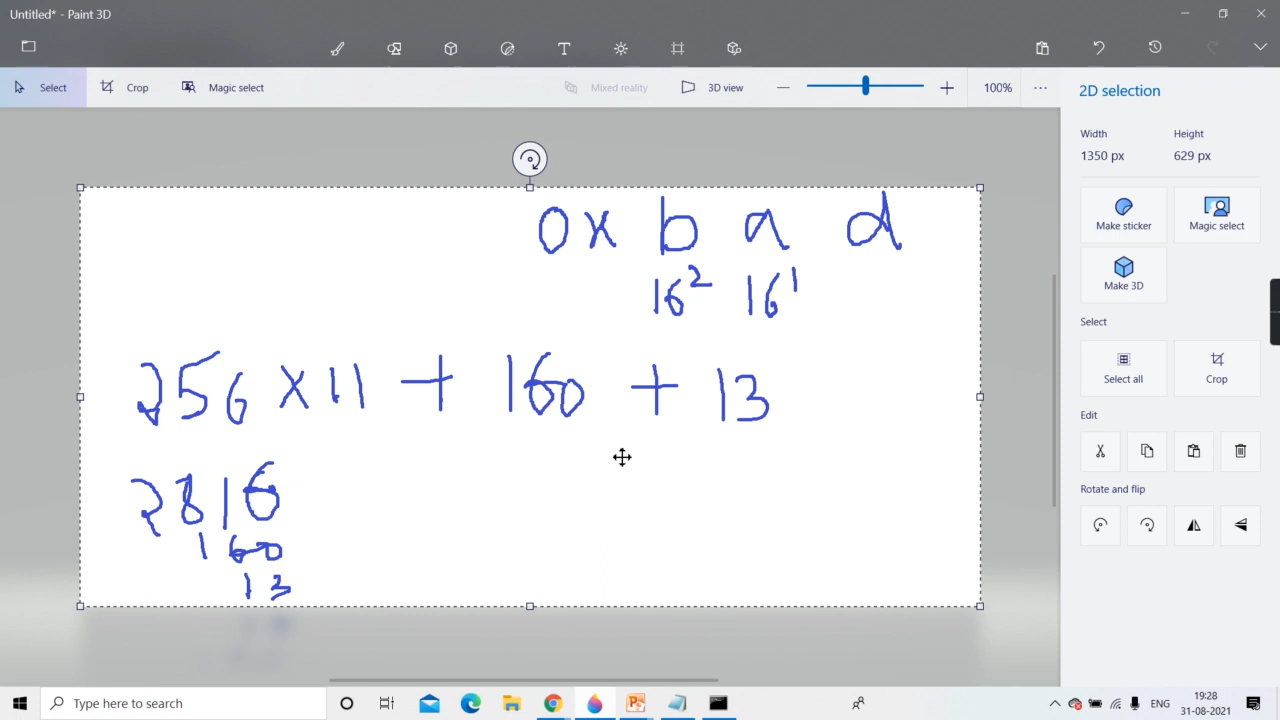 Untitled* - Paint 3D
Select
Crop
Magic select
Mixed reality
3D view
100%
2D selection
Width
Height
1350 px
629 px
Make sticker
Magic select
Make 3D
Select
Select all
Crop
Edit
Rotate and flip
0x b a d
16² 16¹
256 × 11 + 160 + 13
2816
160
13
Type here to search
ENG
19:28
31-08-2021